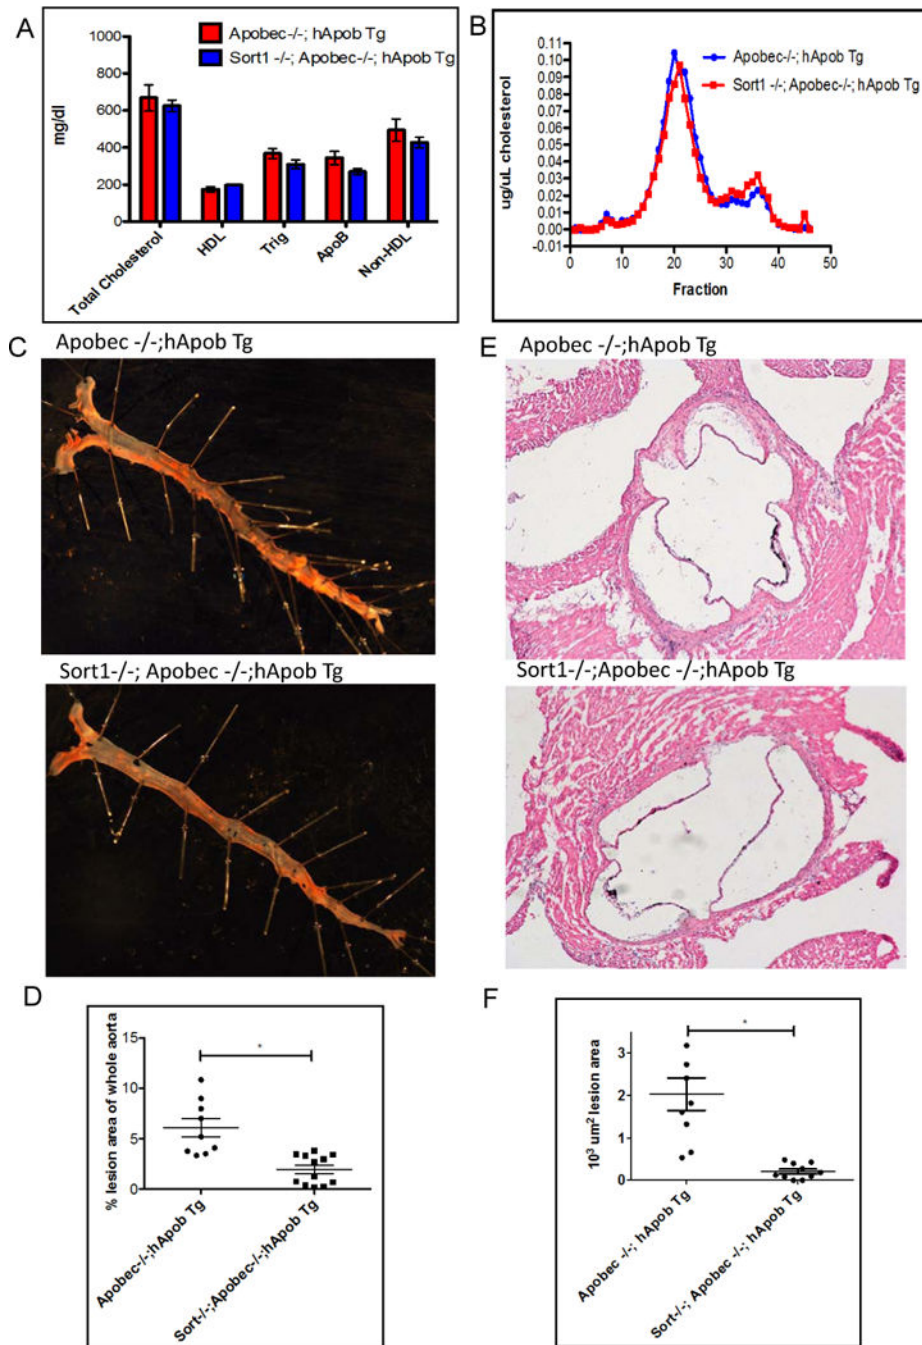 A
1000
800
600
400
200
0
mg/dl
Apobec-/-; hApob Tg
Sort1 -/-; Apobec-/-; hApob Tg
Total Cholesterol
HDL
Trig
ApoB
Non-HDL
B
0.11
0.10
0.09
0.08
0.07
0.06
0.05
0.04
0.03
0.02
0.01
0.00
-0.01
ug/uL cholesterol
Apobec-/-; hApob Tg
Sort1 -/-; Apobec-/-; hApob Tg
0 10 20 30 40 50
Fraction
C
Apobec -/-;hApob Tg
Sort1-/-; Apobec -/-;hApob Tg
E
Apobec -/-;hApob Tg
Sort1-/-;Apobec -/-;hApob Tg
D
% lesion area of whole aorta
15
10
5
0
*
Apobec-/-;hApob Tg
Sort-/-;Apobec-/-;hApob Tg
F
10³ um² lesion area
3
2
1
0
*
Apobec -/-; hApob Tg
Sort-/-; Apobec -/-; hApob Tg